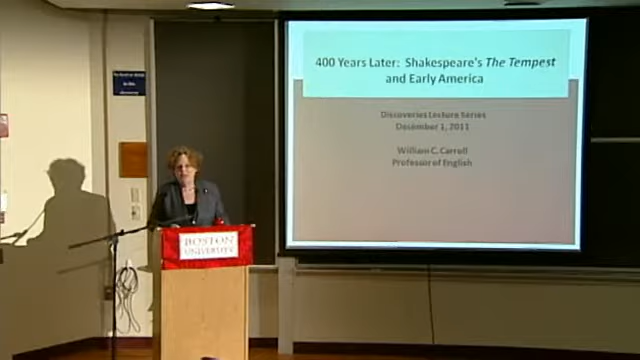 400 Years Later: Shakespeare's The Tempest
and Early America
Discoveries Lecture Series
December 1, 2011
William C. Carroll
Professor of English
BOSTON
UNIVERSITY